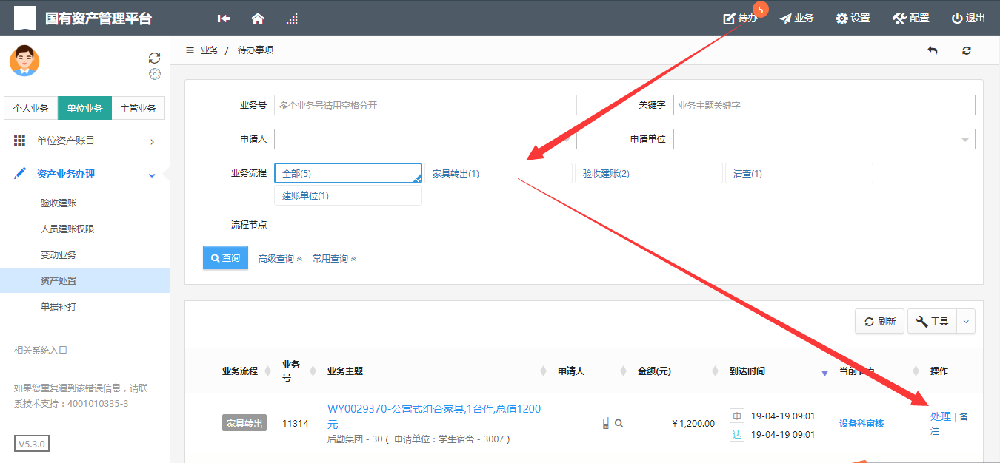 国有资产管理平台
待办
5
业务
设置
配置
退出
业务 / 待办事项
个人业务
单位业务
主管业务
单位资产账目
资产业务办理
验收建账
人员建账权限
变动业务
资产处置
单据补打
相关系统入口
如果您重复遇到该错误信息，请联
系技术支持：4001010335-3
V5.3.0
业务号
多个业务号请用空格分开
关键字
业务主题关键字
申请人
申请单位
业务流程
全部(5)
家具转出(1)
验收建账(2)
清查(1)
建账单位(1)
流程节点
查询
高级查询
常用查询
刷新
工具
业务流程
业务
号
业务主题
申请人
金额(元)
到达时间
当前节点
操作
家具转出
11314
WY0029370-公寓式组合家具,1台件,总值1200
元
后勤集团 - 30 ( 申请单位：学生宿舍 - 3007 )
￥1,200.00
申 19-04-19 09:01
达 19-04-19 09:01
设备科审核
处理 | 备
注